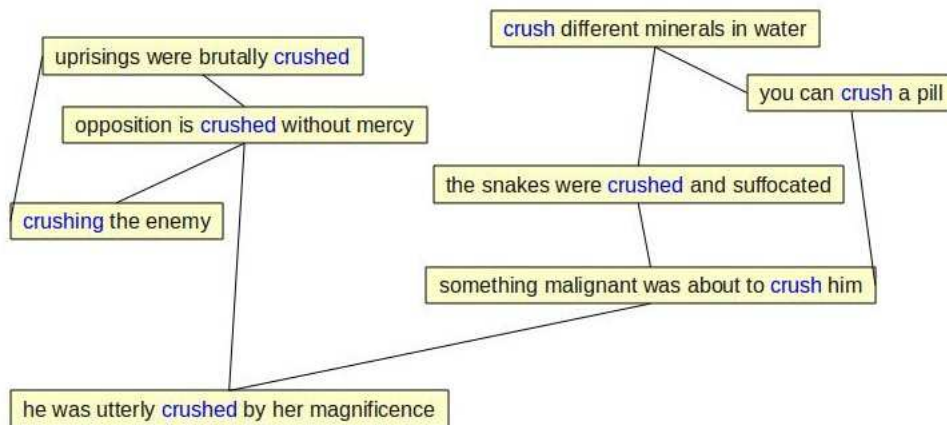 crush different minerals in water
uprisings were brutally crushed
you can crush a pill
opposition is crushed without mercy
the snakes were crushed and suffocated
crushing the enemy
something malignant was about to crush him
he was utterly crushed by her magnificence